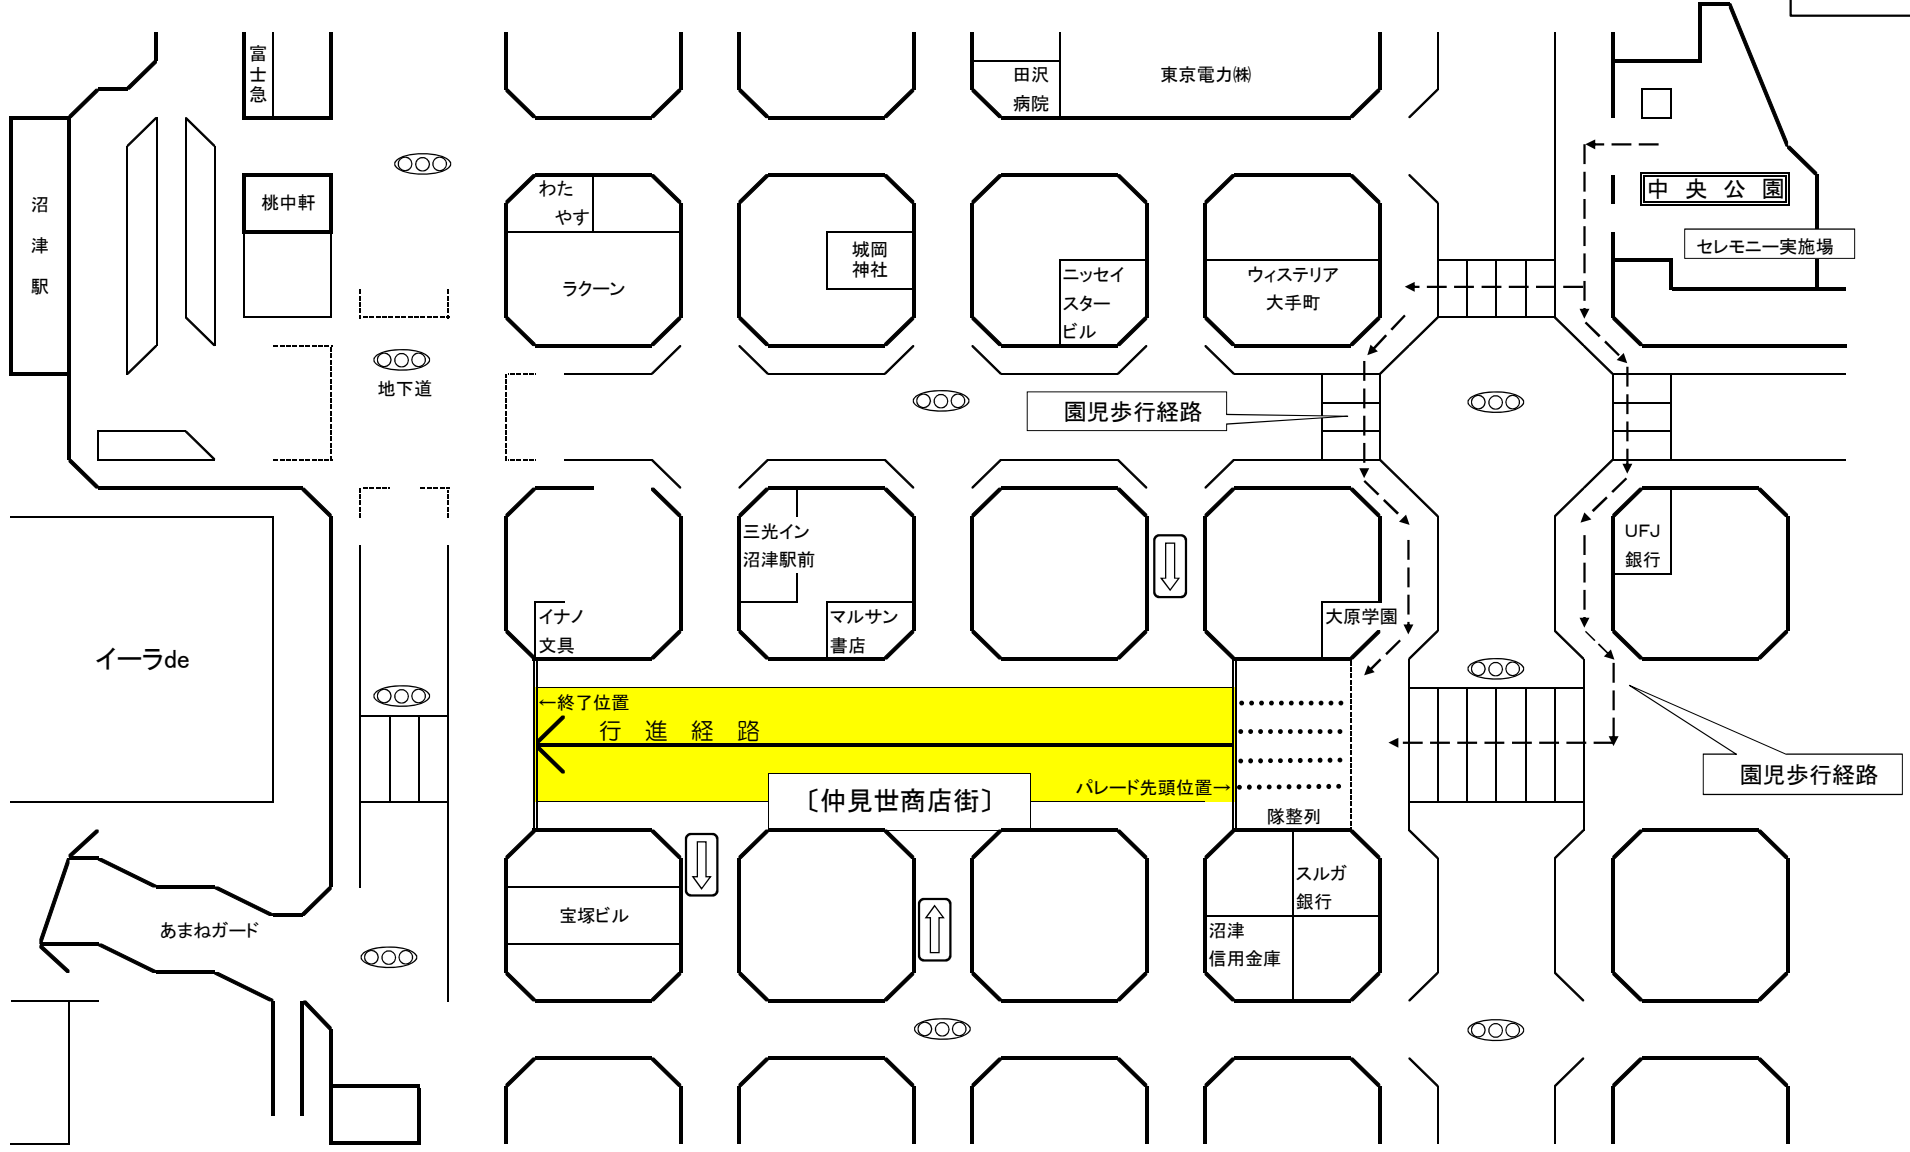 富士急
田沢
病院
東京電力㈱
沼津駅
桃中軒
わた
やす
ラクーン
城岡
神社
ニッセイ
スター
ビル
ウィステリア
大手町
中央公園
セレモニー実施場
地下道
園児歩行経路
三光イン
沼津駅前
イナノ
文具
マルサン
書店
大原学園
UFJ
銀行
イーラde
←終了位置
行進経路
パレード先頭位置→
〔仲見世商店街〕
隊整列
園児歩行経路
スルガ
銀行
沼津
信用金庫
宝塚ビル
あまねガード